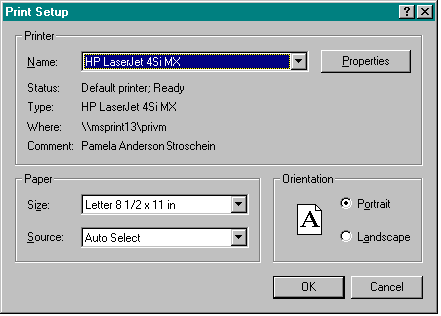 Print Setup
Printer
Name: HP LaserJet 4Si MX Properties
Status: Default printer; Ready
Type: HP LaserJet 4Si MX
Where: \\msprint13\privm
Comment: Pamela Anderson Stroschein
Paper
Size: Letter 8 1/2 x 11 in
Source: Auto Select
Orientation
A
Portrait
Landscape
OK Cancel